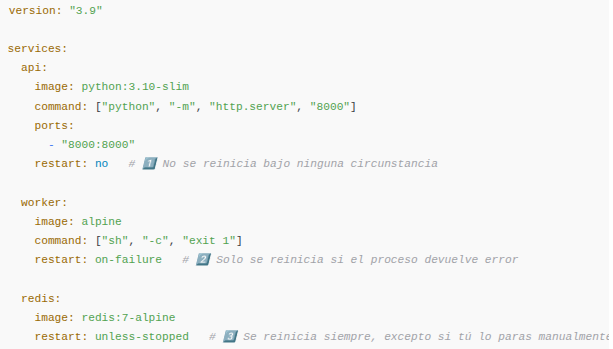 version: "3.9"
services:
api:
image: python:3.10-slim
command: ["python", "-m", "http.server", "8000"]
ports:
- "8000:8000"
restart: no # 1️⃣ No se reinicia bajo ninguna circunstancia
worker:
image: alpine
command: ["sh", "-c", "exit 1"]
restart: on-failure # 2️⃣ Solo se reinicia si el proceso devuelve error
redis:
image: redis:7-alpine
restart: unless-stopped # 3️⃣ Se reinicia siempre, excepto si tú lo paras manualmente